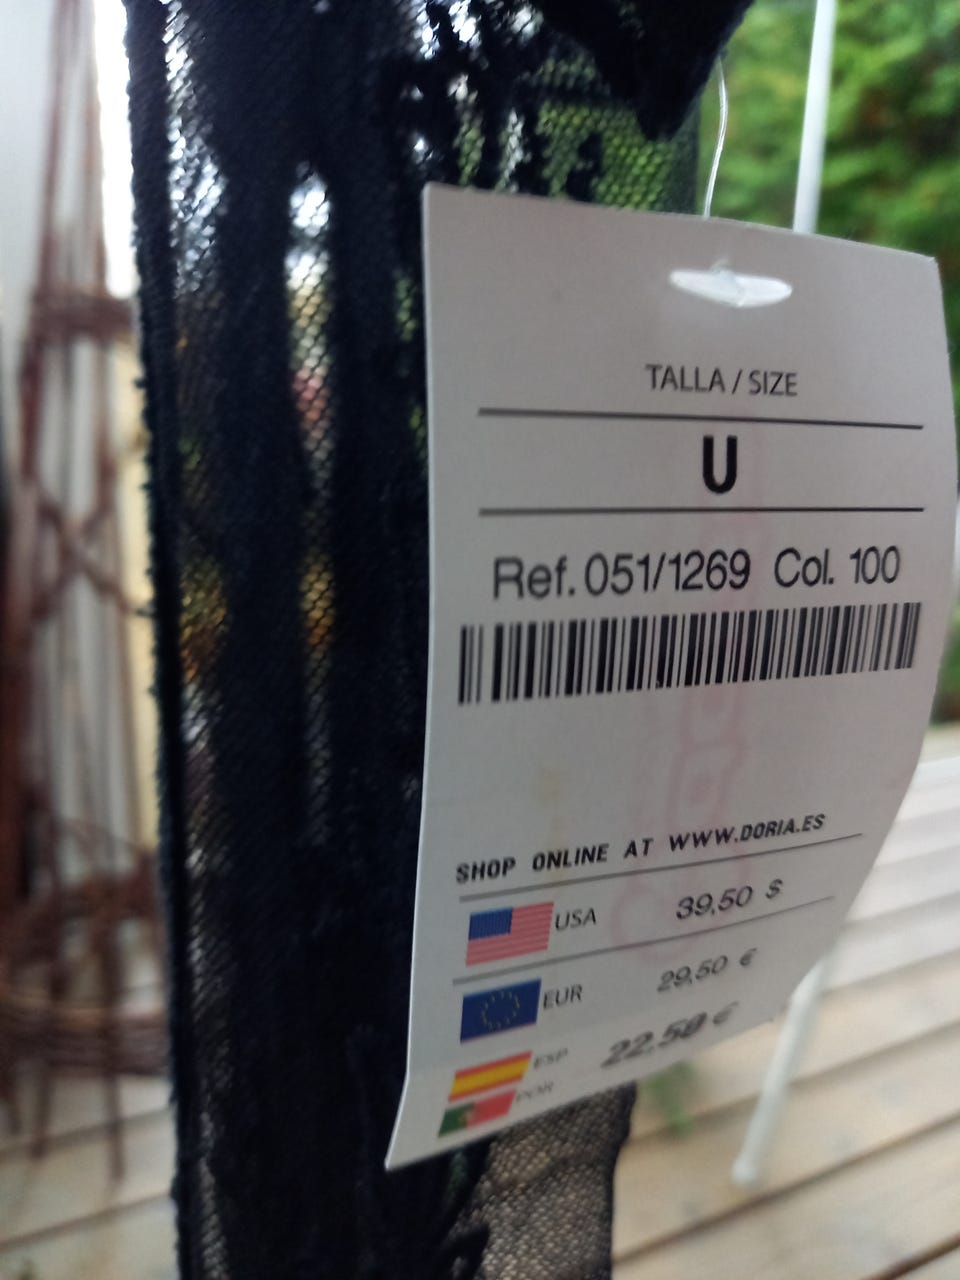 TALLA / SIZE
U
Ref. 051/1269 Col. 100
SHOP ONLINE AT WWW.DORIA.ES
USA 39,50 $
EUR 29,50 €
ESP 22,50 €
POR